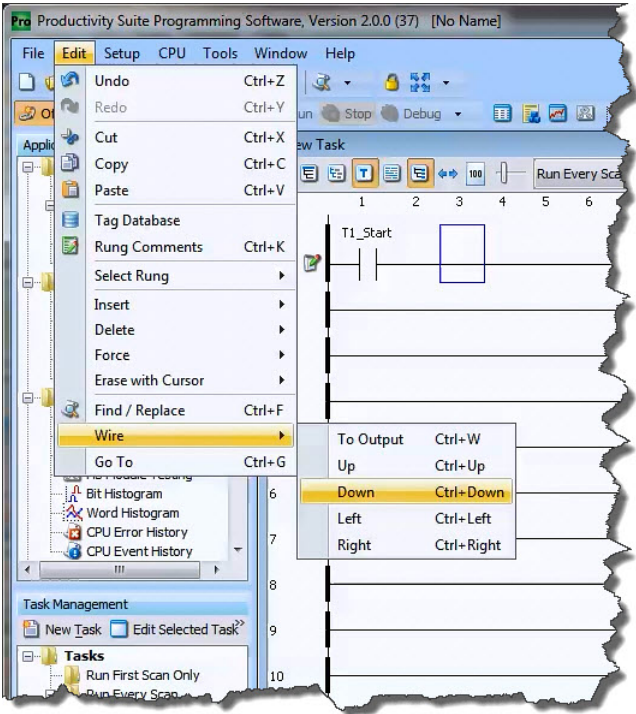 Pro Productivity Suite Programming Software, Version 2.0.0 (37) [No Name]
File Edit Setup CPU Tools Window Help
Undo Ctrl+Z
Redo Ctrl+Y
Cut Ctrl+X
Copy Ctrl+C
Paste Ctrl+V
Tag Database
Rung Comments Ctrl+K
Select Rung
Insert
Delete
Force
Erase with Cursor
Find / Replace Ctrl+F
Wire
Go To Ctrl+G
To Output Ctrl+W
Up Ctrl+Up
Down Ctrl+Down
Left Ctrl+Left
Right Ctrl+Right
Stop Debug
Task
T 100 Run Every
1 2 3 4 5 6
T1_Start
Bit Histogram
Word Histogram
CPU Error History
CPU Event History
6
7
8
9
10
Task Management
New Task Edit Selected Task
Tasks
Run First Scan Only
Run Every Scan